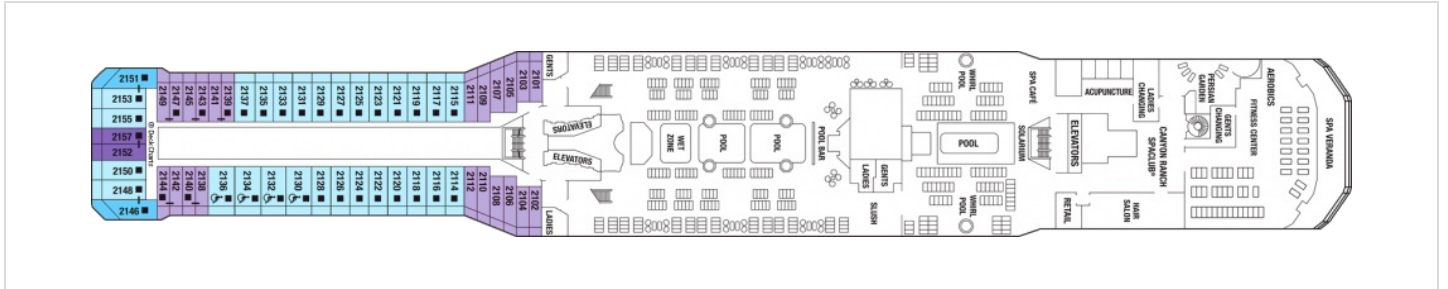 2151
2153
2155
2157
2152
2150
2148
2146
© Deck Chartz
2149
2147
2145
2143
2141
2139
2137
2135
2133
2131
2129
2127
2125
2123
2121
2119
2117
2115
2111
2109
2107
2105
2103
2101
2144
2142
2140
2138
2136
2134
2132
2130
2128
2126
2124
2122
2120
2118
2116
2114
2112
2110
2108
2106
2104
2102
GENTS
LADIES
ELEVATORS
ELEVATORS
WET
ZONE
POOL
POOL
POOL BAR
LADIES
GENTS
SLUSH
WHIRL
POOL
POOL
WHIRL
POOL
SOLARIUM
SPA CAFÉ
ELEVATORS
RETAIL
ACUPUNCTURE
LADIES
CHANGING
CANYON RANCH
SPACLUB®
HAIR
SALON
PERSIAN
GARDEN
GENTS
CHANGING
FITNESS CENTER
AEROBICS
SPA VERANDA